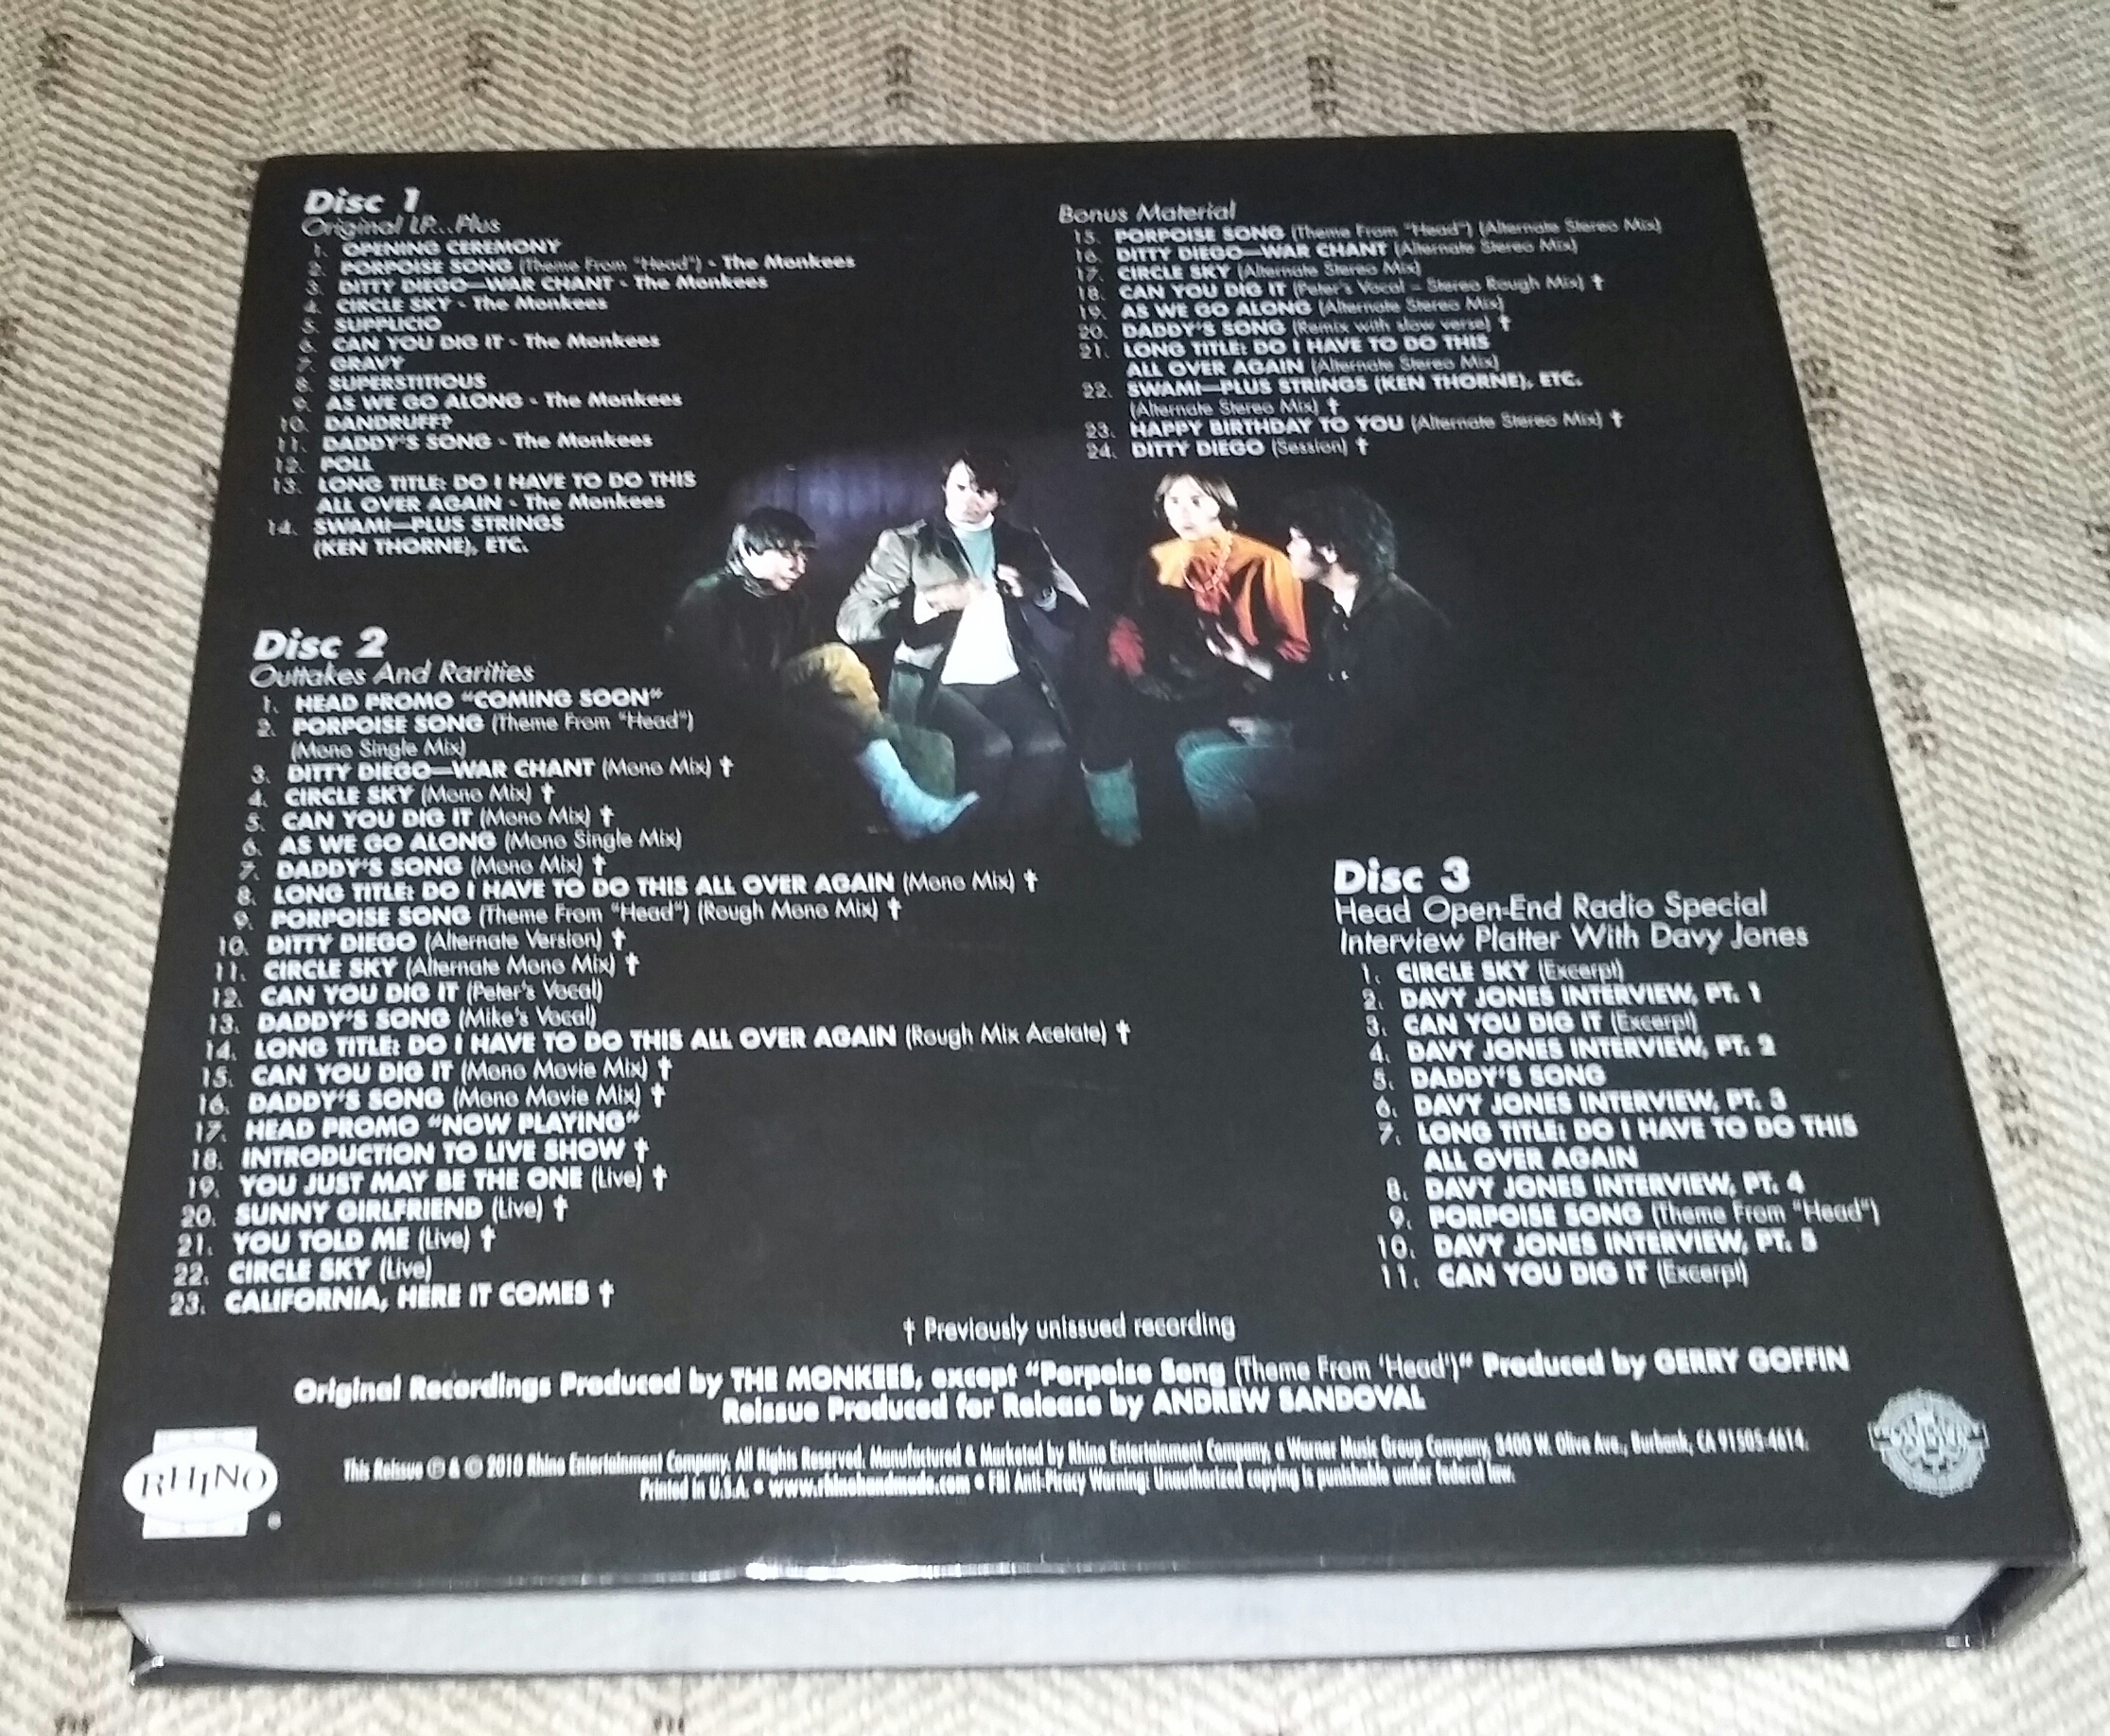 Disc 1
Original LP...Plus
1. OPENING CEREMONY
2. PORPOISE SONG (Theme From "Head") - The Monkees
3. DITTY DIEGO—WAR CHANT - The Monkees
4. CIRCLE SKY - The Monkees
5. SUPPLICIO
6. CAN YOU DIG IT - The Monkees
7. GRAVY
8. SUPERSTITIOUS
9. AS WE GO ALONG - The Monkees
10. DANDRUFF?
11. DADDY'S SONG - The Monkees
12. POLL
13. LONG TITLE: DO I HAVE TO DO THIS
ALL OVER AGAIN - The Monkees
14. SWAMI—PLUS STRINGS
(KEN THORNE), ETC.
Bonus Material
15. PORPOISE SONG (Theme From "Head") (Alternate Stereo Mix)
16. DITTY DIEGO—WAR CHANT (Alternate Stereo Mix)
17. CIRCLE SKY (Alternate Stereo Mix)
18. CAN YOU DIG IT (Peter's Vocal – Stereo Rough Mix) †
19. AS WE GO ALONG (Alternate Stereo Mix)
20. DADDY'S SONG (Remix with slow verse) †
21. LONG TITLE: DO I HAVE TO DO THIS
ALL OVER AGAIN (Alternate Stereo Mix)
22. SWAMI—PLUS STRINGS (KEN THORNE), ETC.
(Alternate Stereo Mix) †
23. HAPPY BIRTHDAY TO YOU (Alternate Stereo Mix) †
24. DITTY DIEGO (Session) †
Disc 2
Outtakes And Rarities
1. HEAD PROMO "COMING SOON"
2. PORPOISE SONG (Theme From "Head")
(Mono Single Mix)
3. DITTY DIEGO—WAR CHANT (Mono Mix) †
4. CIRCLE SKY (Mono Mix) †
5. CAN YOU DIG IT (Mono Mix) †
6. AS WE GO ALONG (Mono Single Mix)
7. DADDY'S SONG (Mono Mix) †
8. LONG TITLE: DO I HAVE TO DO THIS ALL OVER AGAIN (Mono Mix) †
9. PORPOISE SONG (Theme From "Head") (Rough Mono Mix) †
10. DITTY DIEGO (Alternate Version) †
11. CIRCLE SKY (Alternate Mono Mix) †
12. CAN YOU DIG IT (Peter's Vocal)
13. DADDY'S SONG (Mike's Vocal)
14. LONG TITLE: DO I HAVE TO DO THIS ALL OVER AGAIN (Rough Mix Acetate) †
15. CAN YOU DIG IT (Mono Movie Mix) †
16. DADDY'S SONG (Mono Movie Mix) †
17. HEAD PROMO "NOW PLAYING"
18. INTRODUCTION TO LIVE SHOW †
19. YOU JUST MAY BE THE ONE (Live) †
20. SUNNY GIRLFRIEND (Live) †
21. YOU TOLD ME (Live) †
22. CIRCLE SKY (Live)
23. CALIFORNIA, HERE IT COMES †
Disc 3
Head Open-End Radio Special
Interview Platter With Davy Jones
1. CIRCLE SKY (Excerpt)
2. DAVY JONES INTERVIEW, PT. 1
3. CAN YOU DIG IT (Excerpt)
4. DAVY JONES INTERVIEW, PT. 2
5. DADDY'S SONG
6. DAVY JONES INTERVIEW, PT. 3
7. LONG TITLE: DO I HAVE TO DO THIS
ALL OVER AGAIN
8. DAVY JONES INTERVIEW, PT. 4
9. PORPOISE SONG (Theme From "Head")
10. DAVY JONES INTERVIEW, PT. 5
11. CAN YOU DIG IT (Excerpt)
† Previously unissued recording
Original Recordings Produced by THE MONKEES, except "Porpoise Song (Theme From 'Head')" Produced by GERRY GOFFIN
Reissue Produced for Release by ANDREW SANDOVAL
This Reissue ℗ & © 2010 Rhino Entertainment Company. All Rights Reserved. Manufactured & Marketed by Rhino Entertainment Company, a Warner Music Group Company, 3400 W. Olive Ave., Burbank, CA 91505-4614.
Printed in U.S.A. • www.rhinohandmade.com • FBI Anti-Piracy Warning: Unauthorized copying is punishable under federal law.
RHINO ®